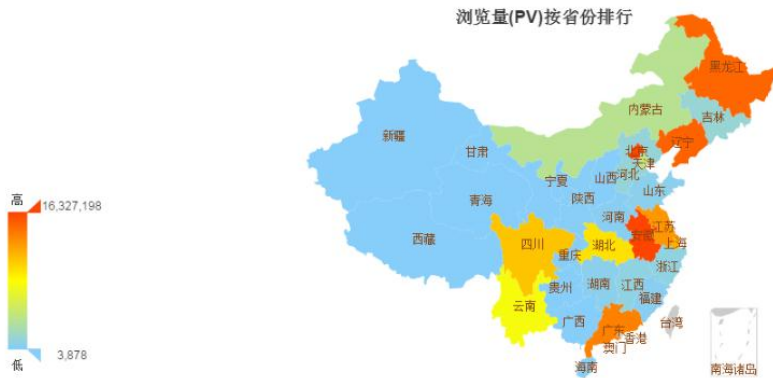 浏览量(PV)按省份排行
黑龙江
内蒙古
吉林
新疆
辽宁
北京
甘肃
天津
宁夏
山西
河北
青海
陕西
山东
高
16,327,198
河南
江苏
西藏
四川
湖北
安徽
上海
重庆
浙江
湖南
江西
贵州
福建
云南
广西
广东
香港
台湾
澳门
3,878
低
海南
南海诸岛